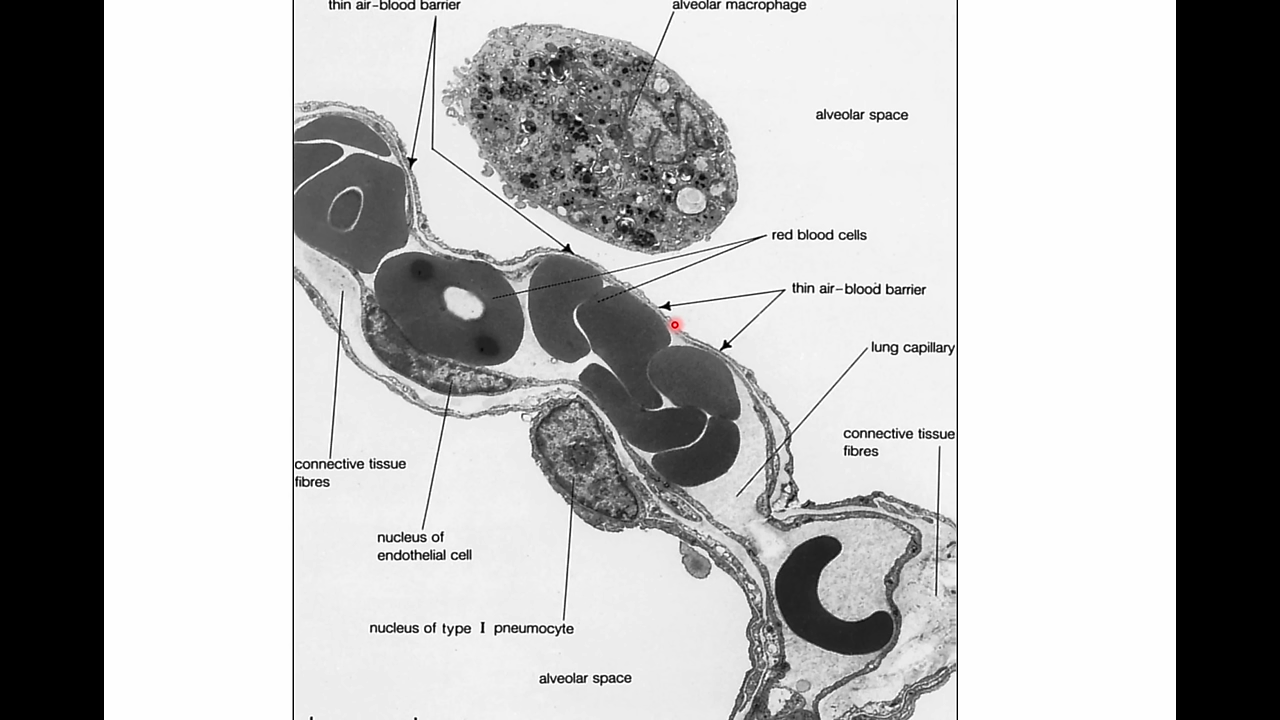 thin air-blood barrier
alveolar macrophage
alveolar space
red blood cells
thin air-blood barrier
lung capillary
connective tissue
fibres
connective tissue
fibres
nucleus of
endothelial cell
nucleus of type I pneumocyte
alveolar space